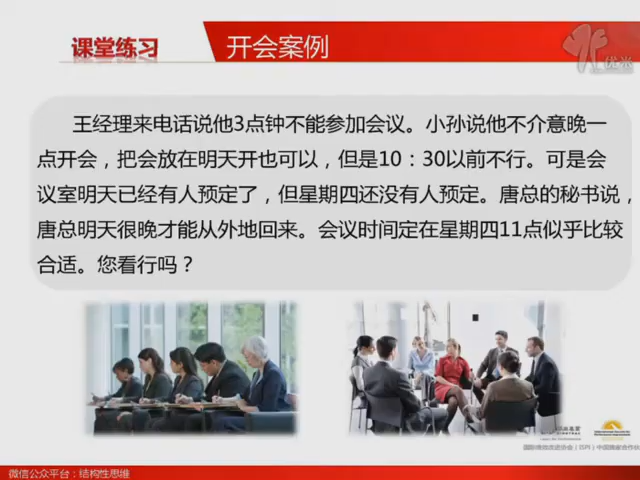 课堂练习
开会案例
优米
王经理来电话说他3点钟不能参加会议。小孙说他不介意晚一
点开会，把会放在明天开也可以，但是10：30以前不行。可是会
议室明天已经有人预定了，但星期四还没有人预定。唐总的秘书说，
唐总明天很晚才能从外地回来。会议时间定在星期四11点似乎比较
合适。您看行吗？
微信公众平台：结构性思维